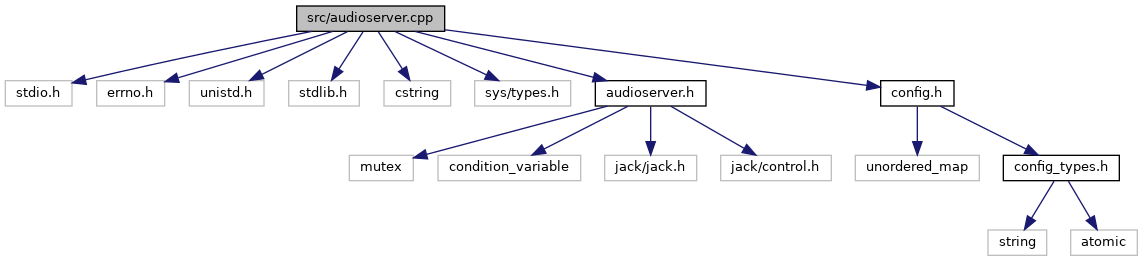 src/audioserver.cpp
stdio.h
errno.h
unistd.h
stdlib.h
cstring
sys/types.h
audioserver.h
config.h
mutex
condition_variable
jack/jack.h
jack/control.h
unordered_map
config_types.h
string
atomic